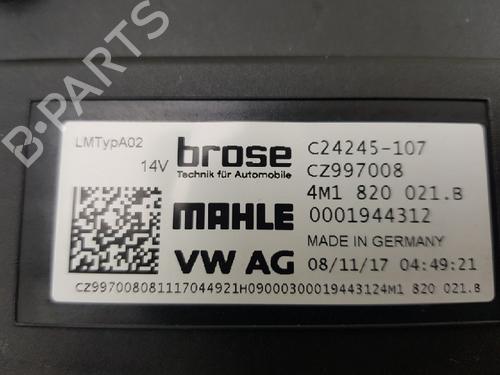 B-PARTS
LMTypA02
14V
brose
Technik für Automobile
C24245-107
CZ997008
4M1 820 021.B
MAHLE
0001944312
MADE IN GERMANY
VW AG
08/11/17 04:49:21
CZ997008081117044921H09000300019443124M1 820 021.B